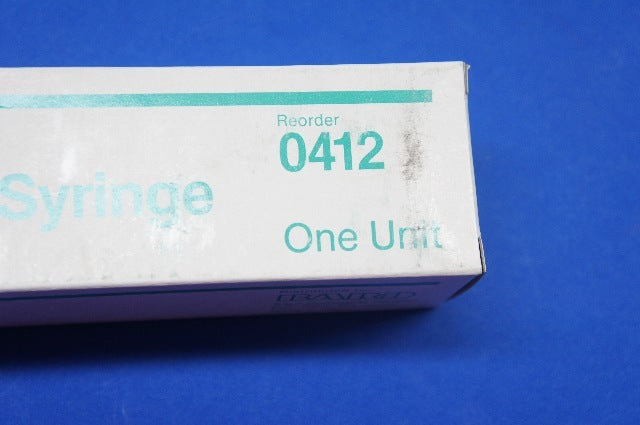 Reorder
0412
Syringe
One Unit